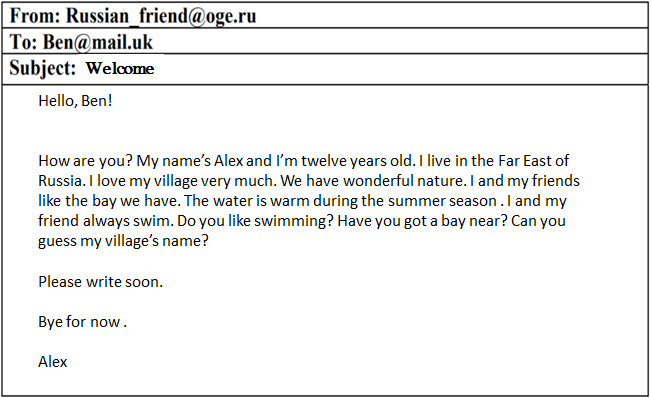 From: Russian_friend@oge.ru
To: Ben@mail.uk
Subject: Welcome
Hello, Ben!
How are you? My name's Alex and I'm twelve years old. I live in the Far East of
Russia. I love my village very much. We have wonderful nature. I and my friends
like the bay we have. The water is warm during the summer season . I and my
friend always swim. Do you like swimming? Have you got a bay near? Can you
guess my village's name?
Please write soon.
Bye for now .
Alex